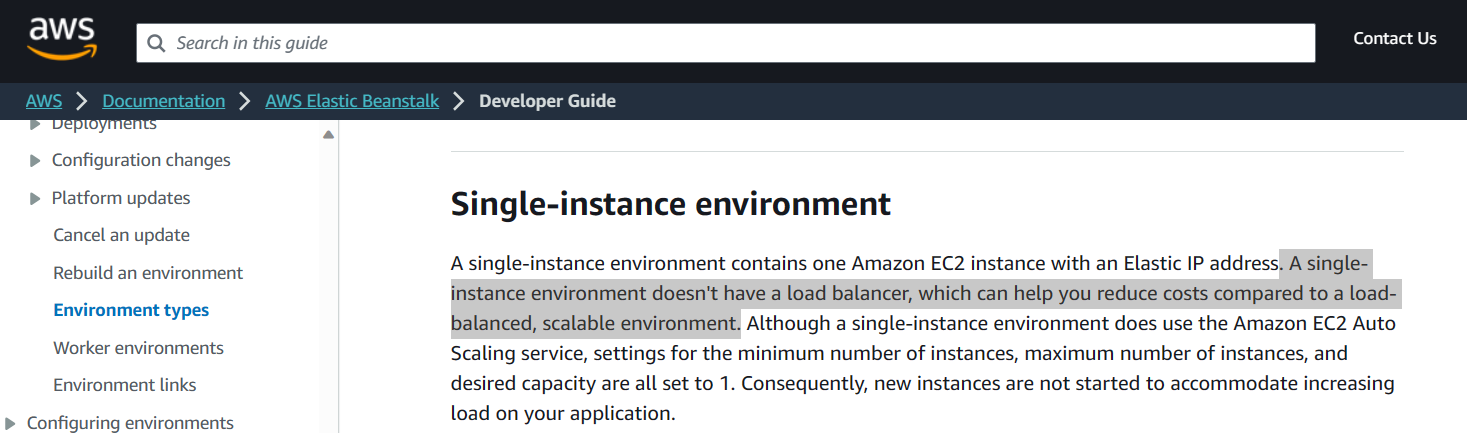 aws
Search in this guide
Contact Us
AWS
Documentation
AWS Elastic Beanstalk
Developer Guide
Deployments
Configuration changes
Platform updates
Cancel an update
Rebuild an environment
Environment types
Worker environments
Environment links
Configuring environments
Single-instance environment
A single-instance environment contains one Amazon EC2 instance with an Elastic IP address. A single-
instance environment doesn't have a load balancer, which can help you reduce costs compared to a load-
balanced, scalable environment. Although a single-instance environment does use the Amazon EC2 Auto
Scaling service, settings for the minimum number of instances, maximum number of instances, and
desired capacity are all set to 1. Consequently, new instances are not started to accommodate increasing
load on your application.